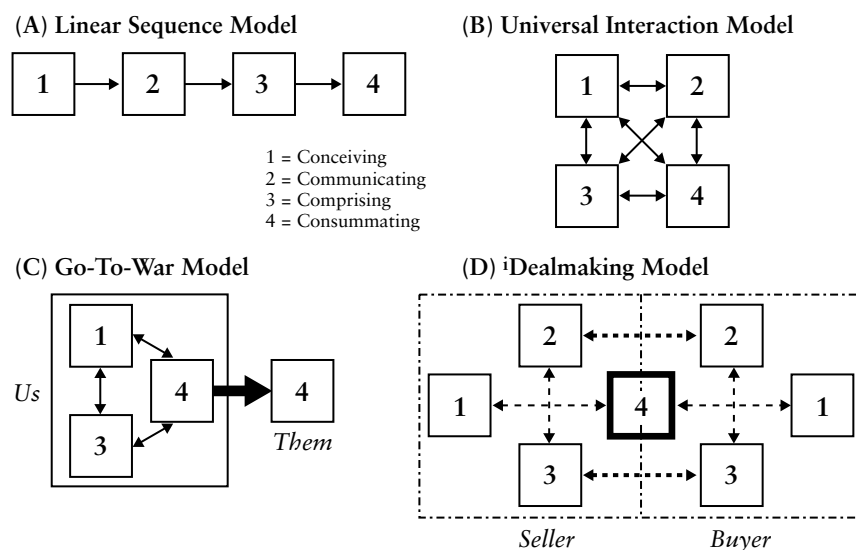 (A) Linear Sequence Model
1 2 3 4
1 = Conceiving
2 = Communicating
3 = Comprising
4 = Consummating
(B) Universal Interaction Model
1 2
3 4
(C) Go-To-War Model
1
4 4
3
Us
Them
(D) iDealmaking Model
2 2
1 4 1
3 3
Seller Buyer